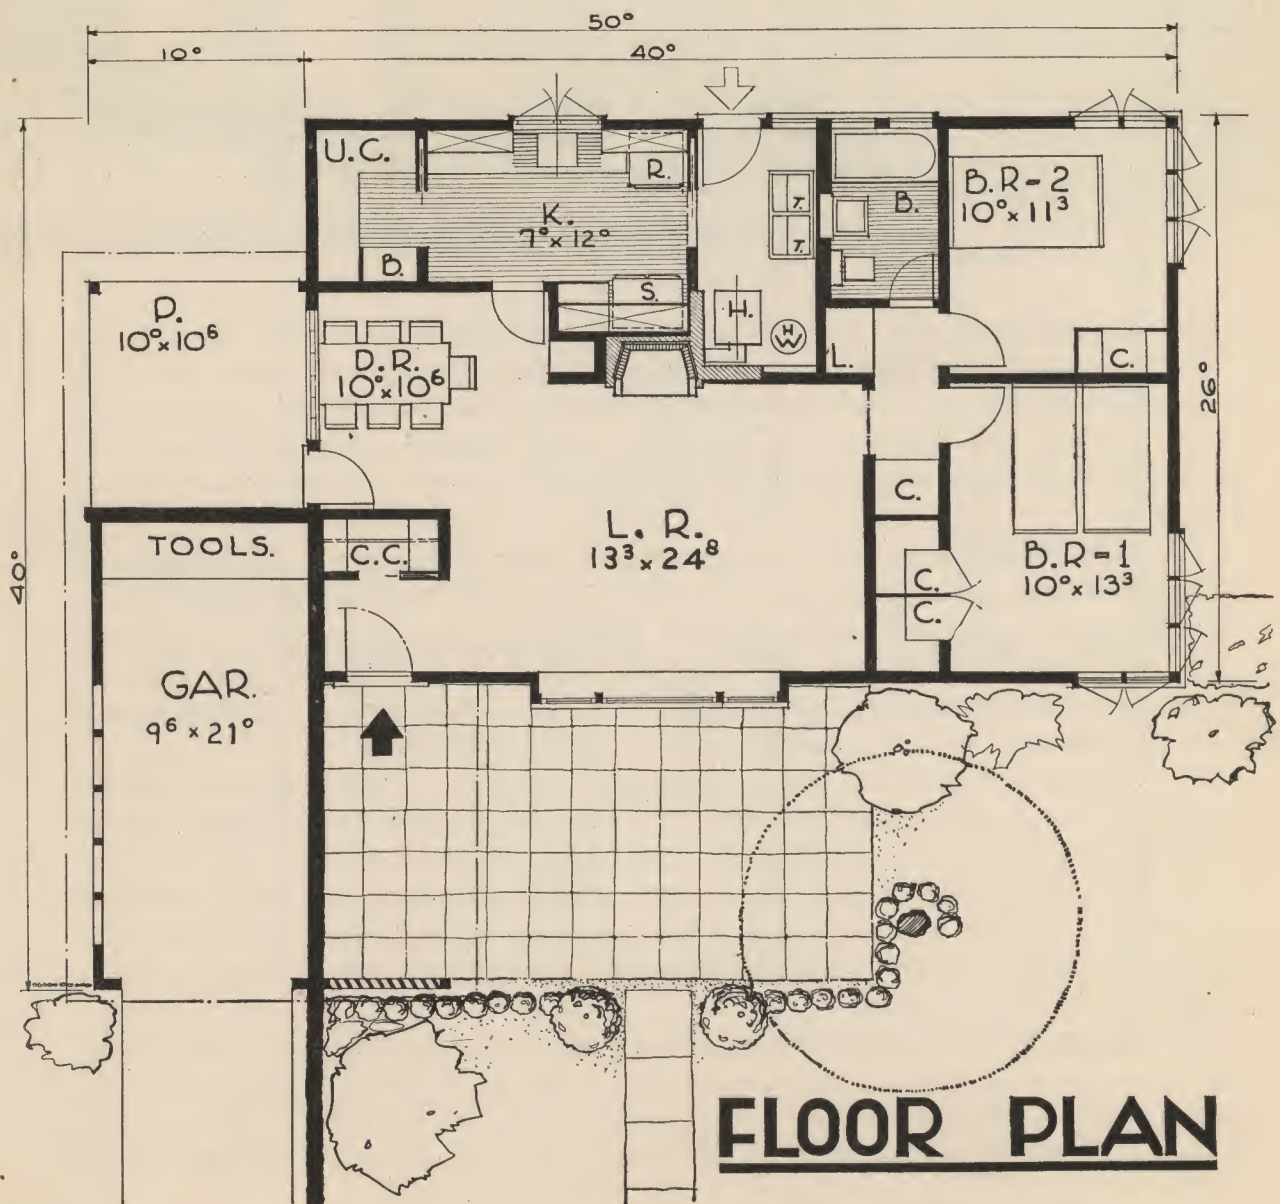 50°
10°
40°
U.C.
K.
7° x 12°
R.
B.
S.
T.
T.
H.
HW
B.
L.
B.R-2
10° x 11³
C.
26°
40°
P.
10° x 10⁶
D.R.
10° x 10⁶
L. R.
13³ x 24⁸
C.
C.
C.
B.R-1
10° x 13³
TOOLS.
C.C.
GAR.
9⁶ x 21°
FLOOR PLAN